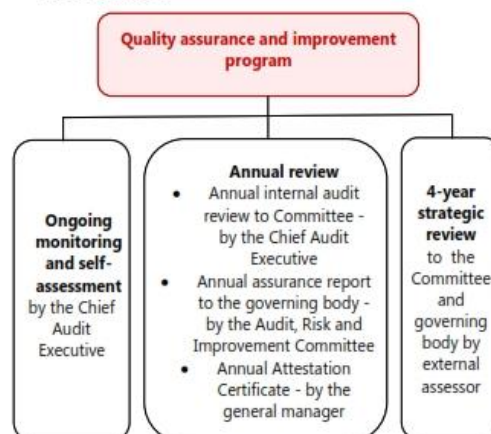 Quality assurance and improvement
program
Ongoing
monitoring
and self-
assessment
by the Chief
Audit
Executive
Annual review
• Annual internal audit
review to Committee -
by the Chief Audit
Executive
• Annual assurance report
to the governing body -
by the Audit, Risk and
Improvement Committee
• Annual Attestation
Certificate - by the
general manager
4-year
strategic
review
to the
Committee
and
governing
body by
external
assessor